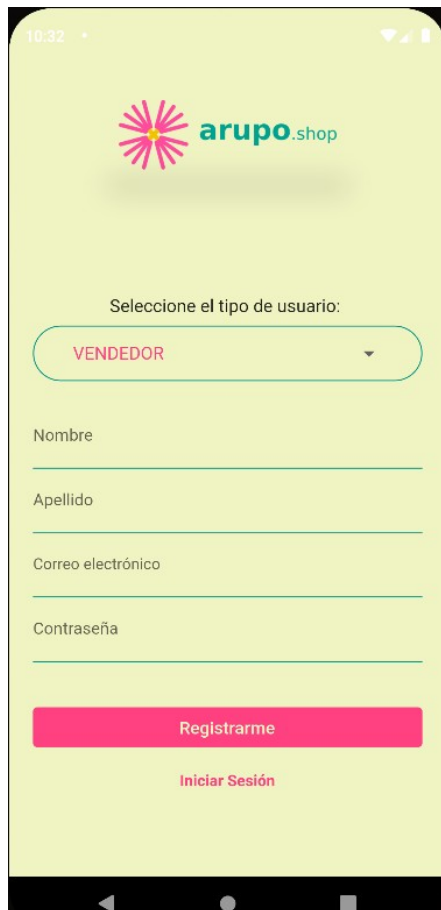 10:32
arupo.shop
Seleccione el tipo de usuario:
VENDEDOR
Nombre
Apellido
Correo electrónico
Contraseña
Registrarme
Iniciar Sesión